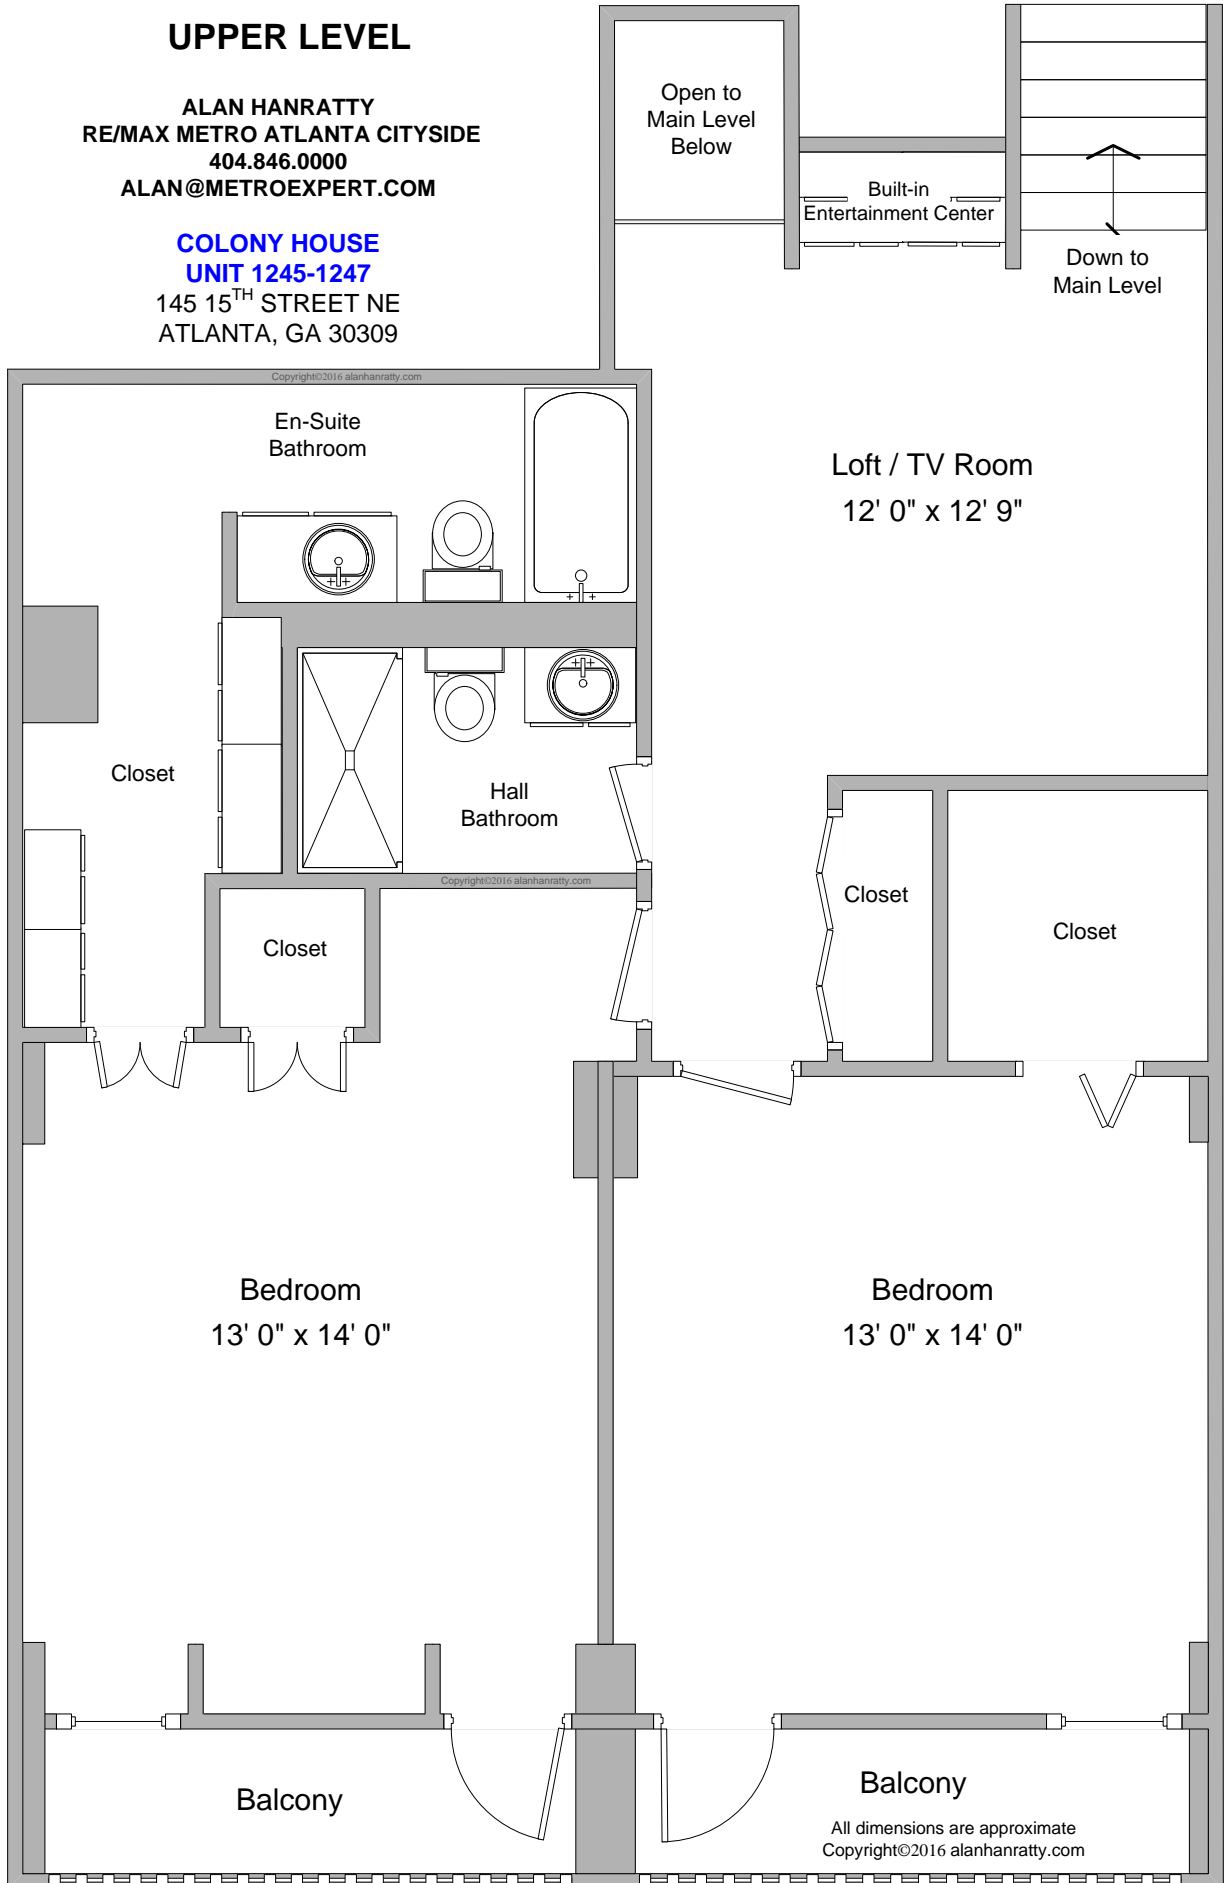 UPPER LEVEL
ALAN HANRATTY
RE/MAX METRO ATLANTA CITYSIDE
404.846.0000
ALAN@METROEXPERT.COM
COLONY HOUSE
UNIT 1245-1247
145 15TH STREET NE
ATLANTA, GA 30309
Open to
Main Level
Below
Built-in
Entertainment Center
Down to
Main Level
Copyright©2016 alanhanratty.com
En-Suite
Bathroom
Loft / TV Room
12' 0" x 12' 9"
Closet
Hall
Bathroom
Copyright©2016 alanhanratty.com
Closet
Closet
Closet
Bedroom
13' 0" x 14' 0"
Bedroom
13' 0" x 14' 0"
Balcony
Balcony
All dimensions are approximate
Copyright©2016 alanhanratty.com